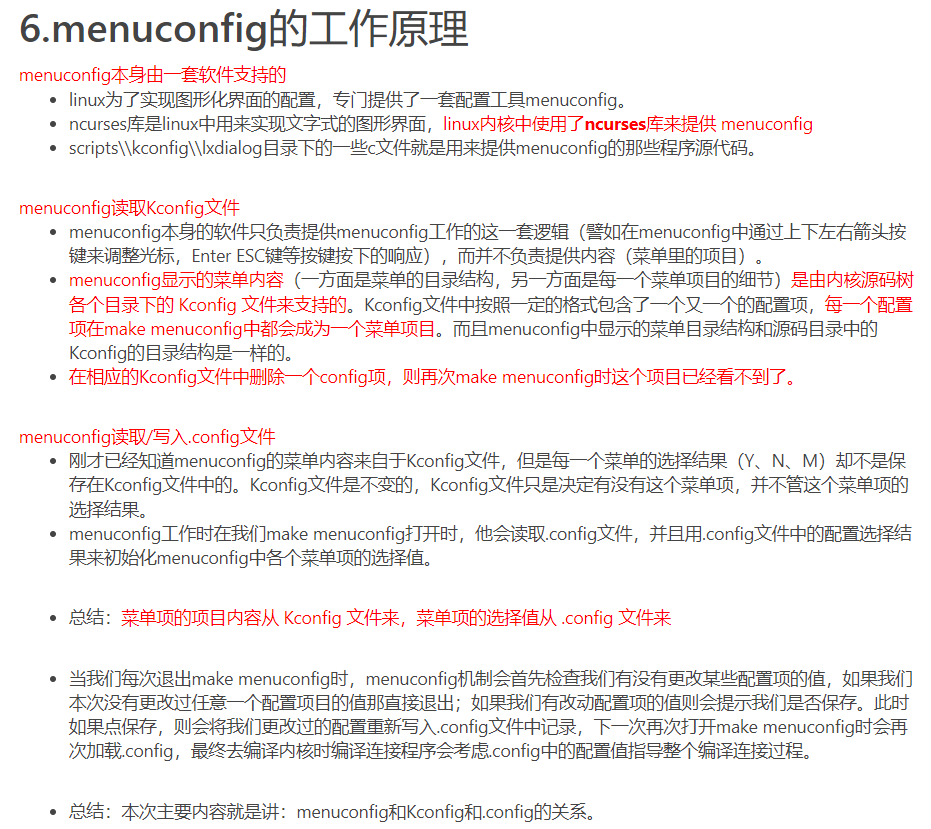 6.menuconfig的工作原理
menuconfig本身由一套软件支持的
• linux为了实现图形化界面的配置，专门提供了一套配置工具menuconfig。
• ncurses库是linux中用来实现文字式的图形界面，linux内核中使用了ncurses库来提供 menuconfig
• scripts\\kconfig\\lxdialog目录下的一些c文件就是用来提供menuconfig的那些程序源代码。
menuconfig读取Kconfig文件
• menuconfig本身的软件只负责提供menuconfig工作的这一套逻辑（譬如在menuconfig中通过上下左右箭头按
键来调整光标，Enter ESC键等按键按下的响应），而并不负责提供内容（菜单里的项目）。
• menuconfig显示的菜单内容（一方面是菜单的目录结构，另一方面是每一个菜单项目的细节）是由内核源码树
各个目录下的 Kconfig 文件来支持的。Kconfig文件中按照一定的格式包含了一个又一个的配置项，每一个配置
项在make menuconfig中都会成为一个菜单项目。而且menuconfig中显示的菜单目录结构和源码目录中的
Kconfig的目录结构是一样的。
• 在相应的Kconfig文件中删除一个config项，则再次make menuconfig时这个项目已经看不到了。
menuconfig读取/写入.config文件
• 刚才已经知道menuconfig的菜单内容来自于Kconfig文件，但是每一个菜单的选择结果（Y、N、M）却不是保
存在Kconfig文件中的。Kconfig文件是不变的，Kconfig文件只是决定有没有这个菜单项，并不管这个菜单项的
选择结果。
• menuconfig工作时在我们make menuconfig打开时，他会读取.config文件，并且用.config文件中的配置选择结
果来初始化menuconfig中各个菜单项的选择值。
• 总结：菜单项的项目内容从 Kconfig 文件来，菜单项的选择值从 .config 文件来
• 当我们每次退出make menuconfig时，menuconfig机制会首先检查我们有没有更改某些配置项的值，如果我们
本次没有更改过任意一个配置项目的值那直接退出；如果我们有改动配置项的值则会提示我们是否保存。此时
如果点保存，则会将我们更改过的配置重新写入.config文件中记录，下一次再次打开make menuconfig时会再
次加载.config，最终去编译内核时编译连接程序会考虑.config中的配置值指导整个编译连接过程。
• 总结：本次主要内容就是讲：menuconfig和Kconfig和.config的关系。